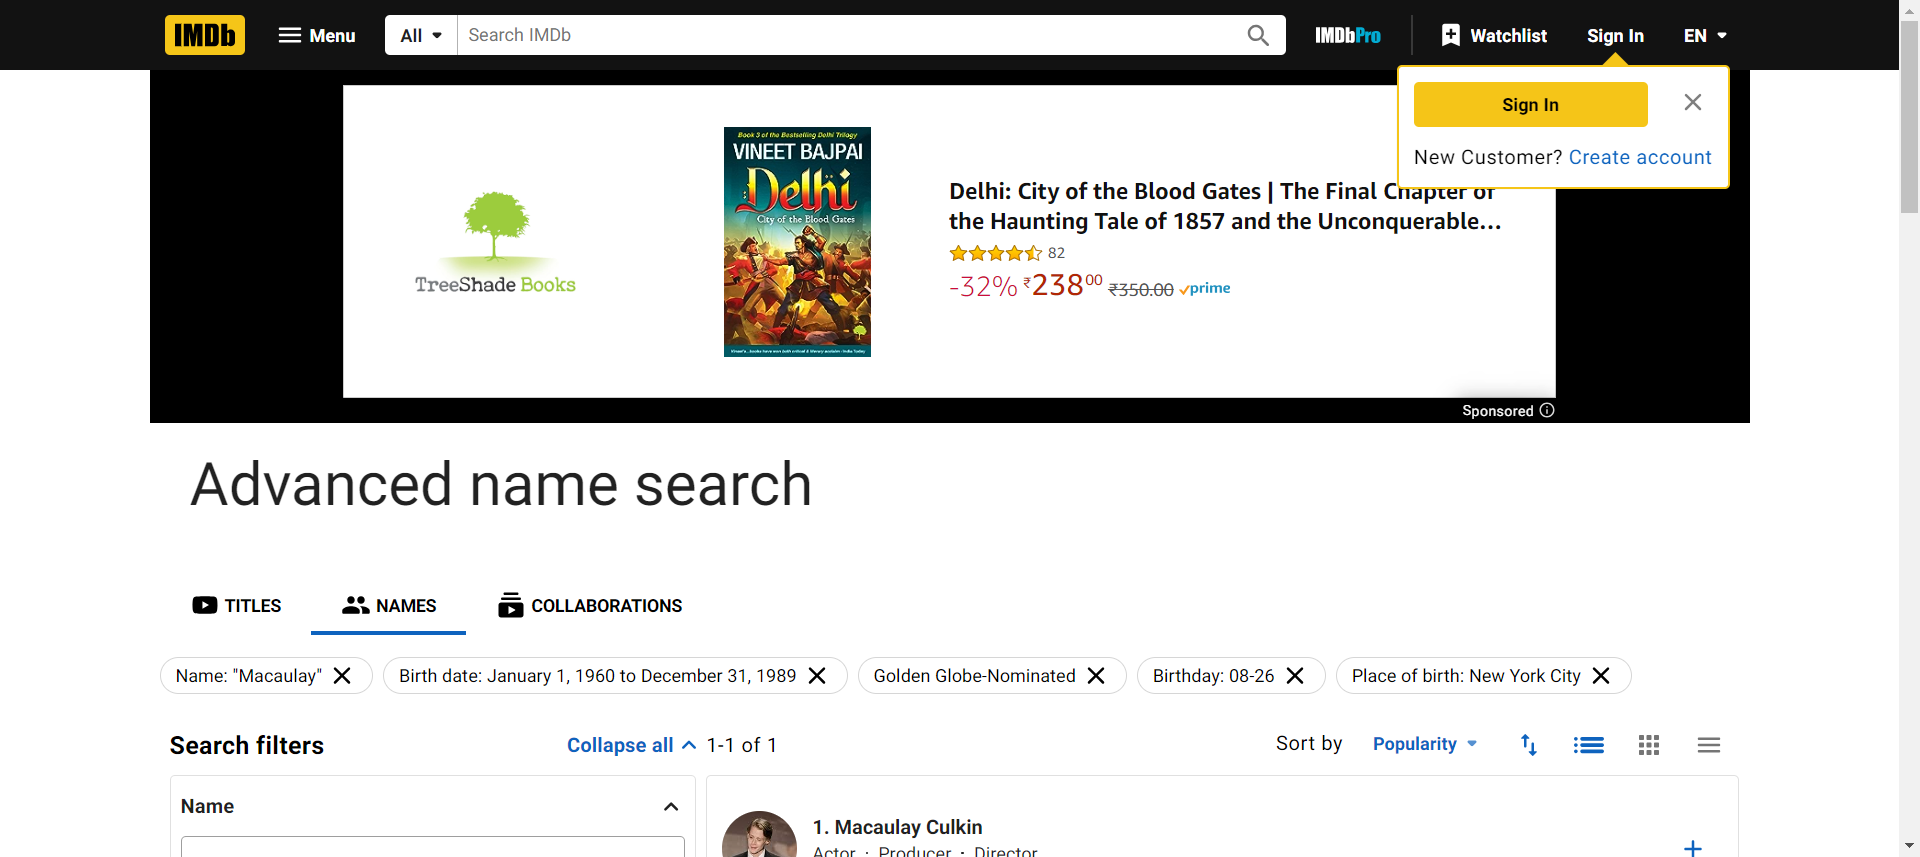 IMDb
Menu
All
Search IMDb
IMDbPro
Watchlist
Sign In
EN
Sign In
New Customer? Create account
Book 3 of the Bestselling Delhi Trilogy
VINEET BAJPAI
Delhi
City of the Blood Gates
TreeShade Books
Delhi: City of the Blood Gates | The Final Chapter of
the Haunting Tale of 1857 and the Unconquerable...
82
-32% ₹238⁰⁰ ₹350.00 prime
Sponsored
Advanced name search
TITLES
NAMES
COLLABORATIONS
Name: "Macaulay"
Birth date: January 1, 1960 to December 31, 1989
Golden Globe-Nominated
Birthday: 08-26
Place of birth: New York City
Search filters
Collapse all
1-1 of 1
Sort by
Popularity
Name
1. Macaulay Culkin
Actor · Producer · Director